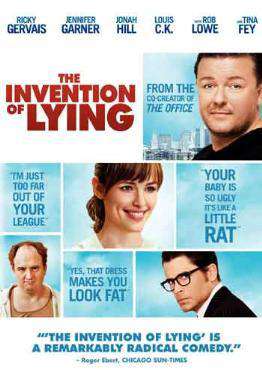 RICKY GERVAIS JENNIFER GARNER JONAH HILL LOUIS C.K. WITH ROB LOWE AND TINA FEY
THE
INVENTION
OF LYING
FROM THE
CO-CREATOR OF
THE OFFICE
"I'M JUST
TOO FAR
OUT OF
YOUR
LEAGUE"
"YOUR
BABY IS
SO UGLY
IT'S LIKE A
LITTLE
RAT"
"YES, THAT DRESS
MAKES YOU
LOOK FAT"
"'THE INVENTION OF LYING' IS
A REMARKABLY RADICAL COMEDY."
- Roger Ebert, CHICAGO SUN-TIMES